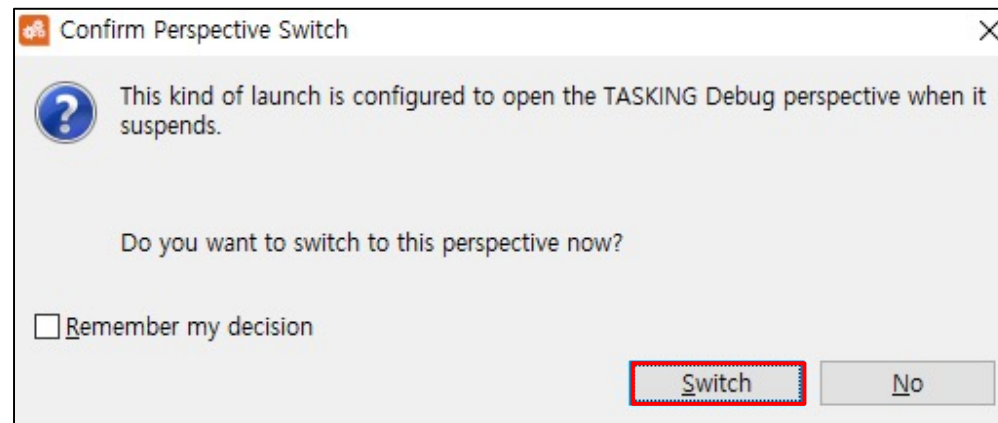 Confirm Perspective Switch
This kind of launch is configured to open the TASKING Debug perspective when it
suspends.
Do you want to switch to this perspective now?
Remember my decision
Switch
No